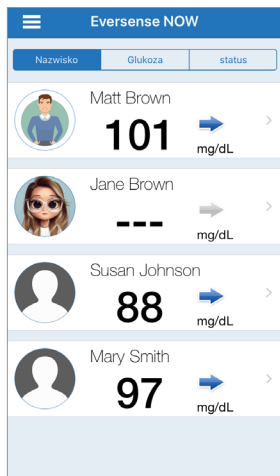 Eversense NOW
Nazwisko Glukoza status
Matt Brown
101
mg/dL
Jane Brown
---
mg/dL
Susan Johnson
88
mg/dL
Mary Smith
97
mg/dL